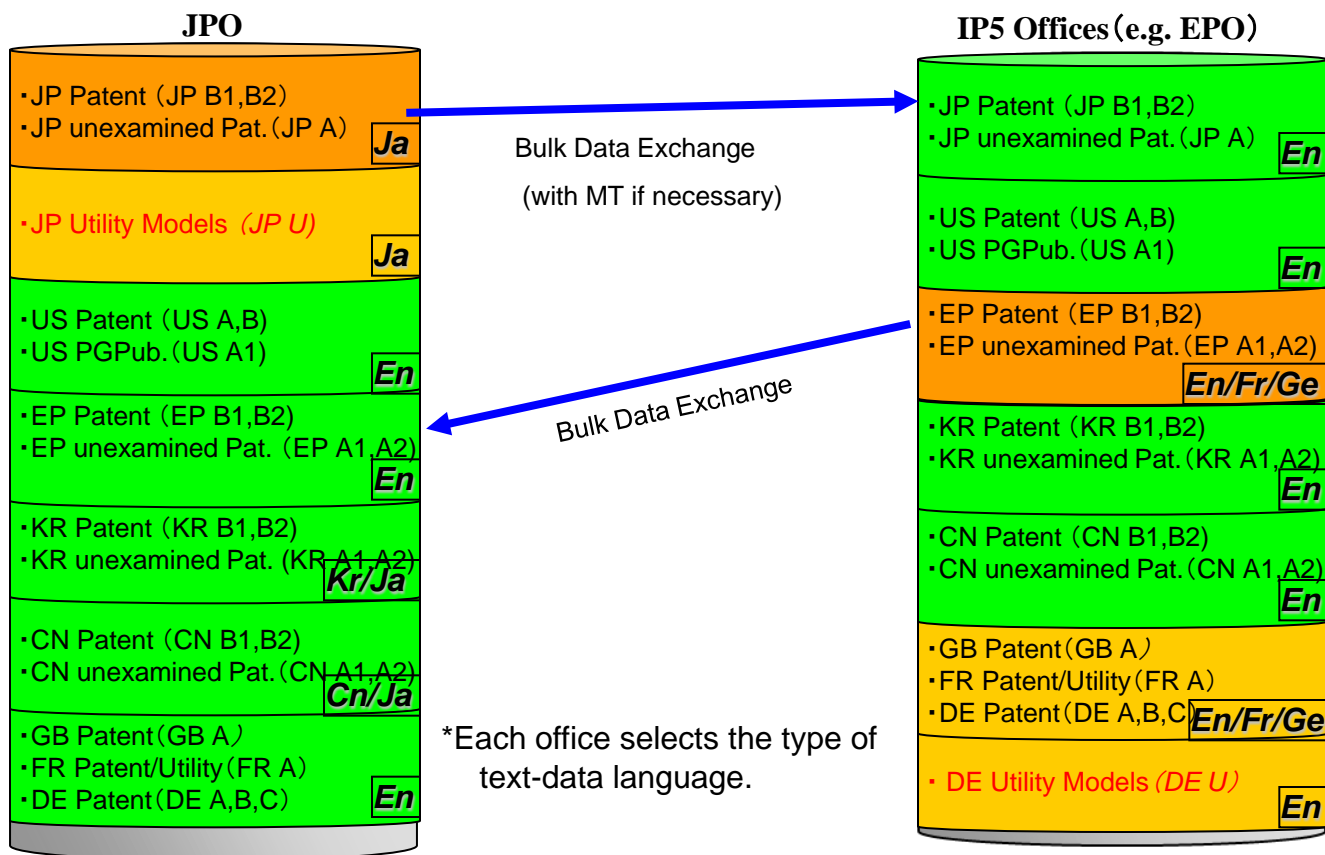 JPO
・JP Patent (JP B1,B2)
・JP unexamined Pat.(JP A)
Ja
・JP Utility Models (JP U)
Ja
・US Patent (US A,B)
・US PGPub.(US A1)
En
・EP Patent (EP B1,B2)
・EP unexamined Pat. (EP A1,A2)
En
・KR Patent (KR B1,B2)
・KR unexamined Pat. (KR A1,A2)
Kr/Ja
・CN Patent (CN B1,B2)
・CN unexamined Pat.(CN A1,A2)
Cn/Ja
・GB Patent(GB A)
・FR Patent/Utility(FR A)
・DE Patent(DE A,B,C)
En
Bulk Data Exchange
(with MT if necessary)
Bulk Data Exchange
*Each office selects the type of
text-data language.
IP5 Offices(e.g. EPO)
・JP Patent (JP B1,B2)
・JP unexamined Pat.(JP A)
En
・US Patent (US A,B)
・US PGPub.(US A1)
En
・EP Patent (EP B1,B2)
・EP unexamined Pat.(EP A1,A2)
En/Fr/Ge
・KR Patent (KR B1,B2)
・KR unexamined Pat.(KR A1,A2)
En
・CN Patent (CN B1,B2)
・CN unexamined Pat.(CN A1,A2)
En
・GB Patent(GB A)
・FR Patent/Utility(FR A)
・DE Patent(DE A,B,C)
En/Fr/Ge
・DE Utility Models(DE U)
En